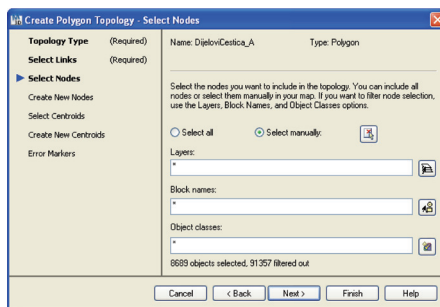 Create Polygon Topology - Select Nodes
Topology Type (Required)
Select Links (Required)
Select Nodes
Create New Nodes
Select Centroids
Create New Centroids
Error Markers
Name: DijeloviCestica_A Type: Polygon
Select the nodes you want to include in the topology. You can include all
nodes or select them manually in your map. If you want to filter node selection,
use the Layers, Block Names, and Object Classes options.
Select all Select manually:
Layers:
*
Block names:
*
Object classes:
*
8689 objects selected, 91357 filtered out
Cancel < Back Next > Finish Help